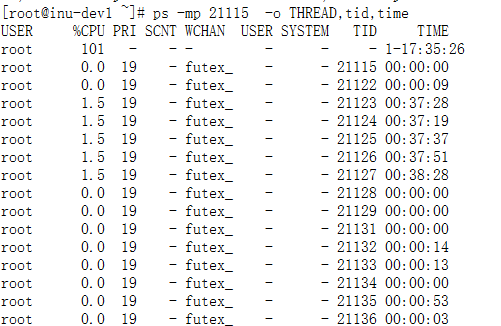 [root@inu-dev1 ~]# ps -mp 21115  -o THREAD,tid,time
USER     %CPU PRI SCNT WCHAN  USER SYSTEM   TID     TIME
root      101   -    - -         -      -     - 1-17:35:26
root      0.0  19    - futex_    -      - 21115 00:00:00
root      0.0  19    - futex_    -      - 21122 00:00:09
root      1.5  19    - futex_    -      - 21123 00:37:28
root      1.5  19    - futex_    -      - 21124 00:37:19
root      1.5  19    - futex_    -      - 21125 00:37:37
root      1.5  19    - futex_    -      - 21126 00:37:51
root      1.5  19    - futex_    -      - 21127 00:38:28
root      0.0  19    - futex_    -      - 21128 00:00:00
root      0.0  19    - futex_    -      - 21129 00:00:00
root      0.0  19    - futex_    -      - 21131 00:00:00
root      0.0  19    - futex_    -      - 21132 00:00:14
root      0.0  19    - futex_    -      - 21133 00:00:13
root      0.0  19    - futex_    -      - 21134 00:00:00
root      0.0  19    - futex_    -      - 21135 00:00:53
root      0.0  19    - futex_    -      - 21136 00:00:03